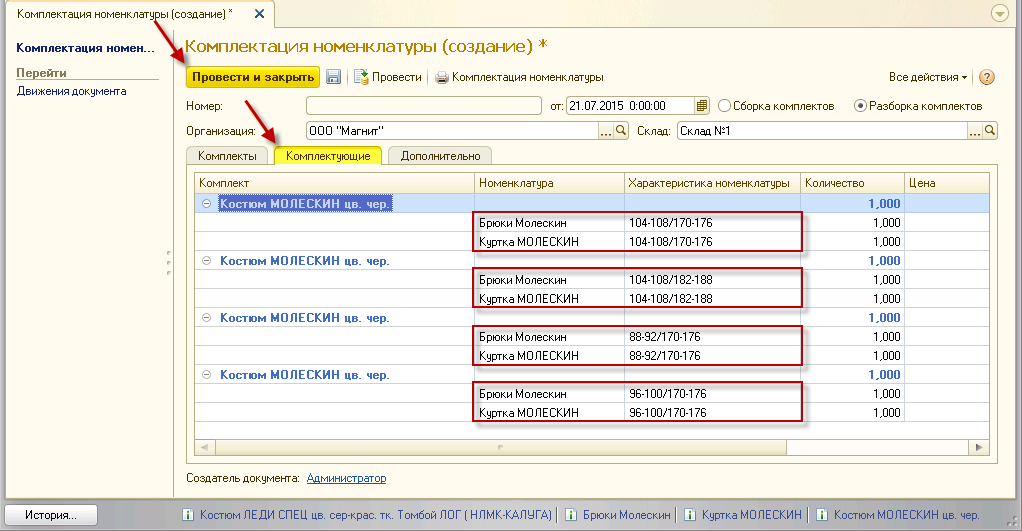 Комплектация номенклатуры (создание) *
Комплектация номен...
Перейти
Движения документа
Комплектация номенклатуры (создание) *
Провести и закрыть Провести Комплектация номенклатуры Все действия
Номер: от: 21.07.2015 0:00:00 Сборка комплектов Разборка комплектов
Организация: ООО "Магнит" ... Склад: Склад №1 ...
Комплекты Комплектующие Дополнительно
Комплект Номенклатура Характеристика номенклатуры Количество Цена
Костюм МОЛЕСКИН цв. чер. 1,000
Брюки Молескин 104-108/170-176 1,000
Куртка МОЛЕСКИН 104-108/170-176 1,000
Костюм МОЛЕСКИН цв. чер. 1,000
Брюки Молескин 104-108/182-188 1,000
Куртка МОЛЕСКИН 104-108/182-188 1,000
Костюм МОЛЕСКИН цв. чер. 1,000
Брюки Молескин 88-92/170-176 1,000
Куртка МОЛЕСКИН 88-92/170-176 1,000
Костюм МОЛЕСКИН цв. чер. 1,000
Брюки Молескин 96-100/170-176 1,000
Куртка МОЛЕСКИН 96-100/170-176 1,000
Создатель документа: Администратор
История... Костюм ЛЕДИ СПЕЦ цв. сер-крас. тк. Томбой ЛОГ ( НЛМК-КАЛУГА) Брюки Молескин Куртка МОЛЕСКИН Костюм МОЛЕСКИН цв. чер.